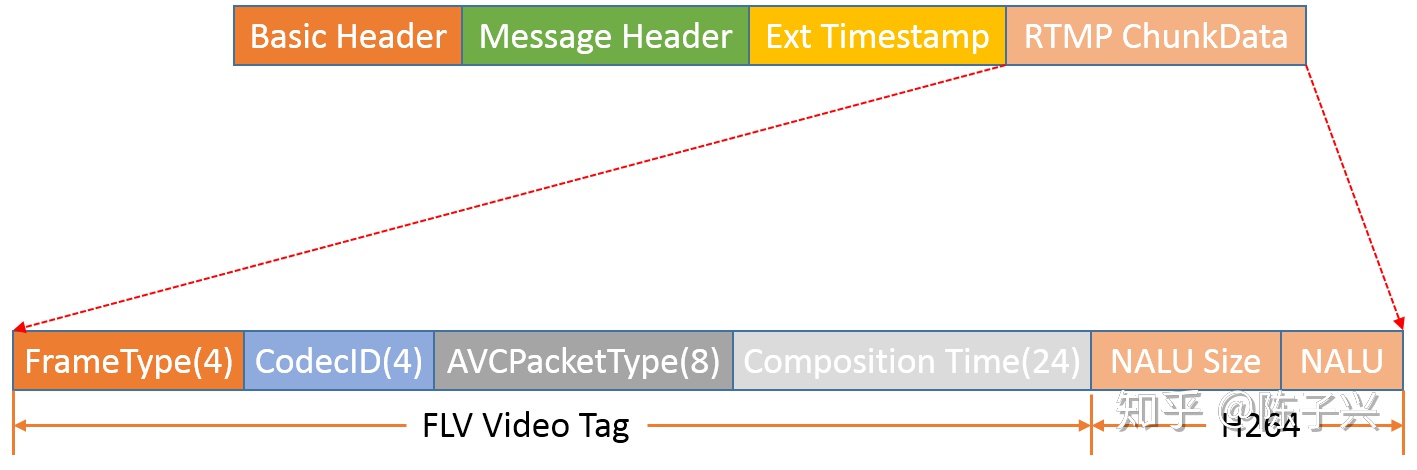 Basic Header Message Header Ext Timestamp RTMP ChunkData
FrameType(4) CodecID(4) AVCPacketType(8) Composition Time(24) NALU Size NALU
FLV Video Tag H264
知乎 @陈子兴